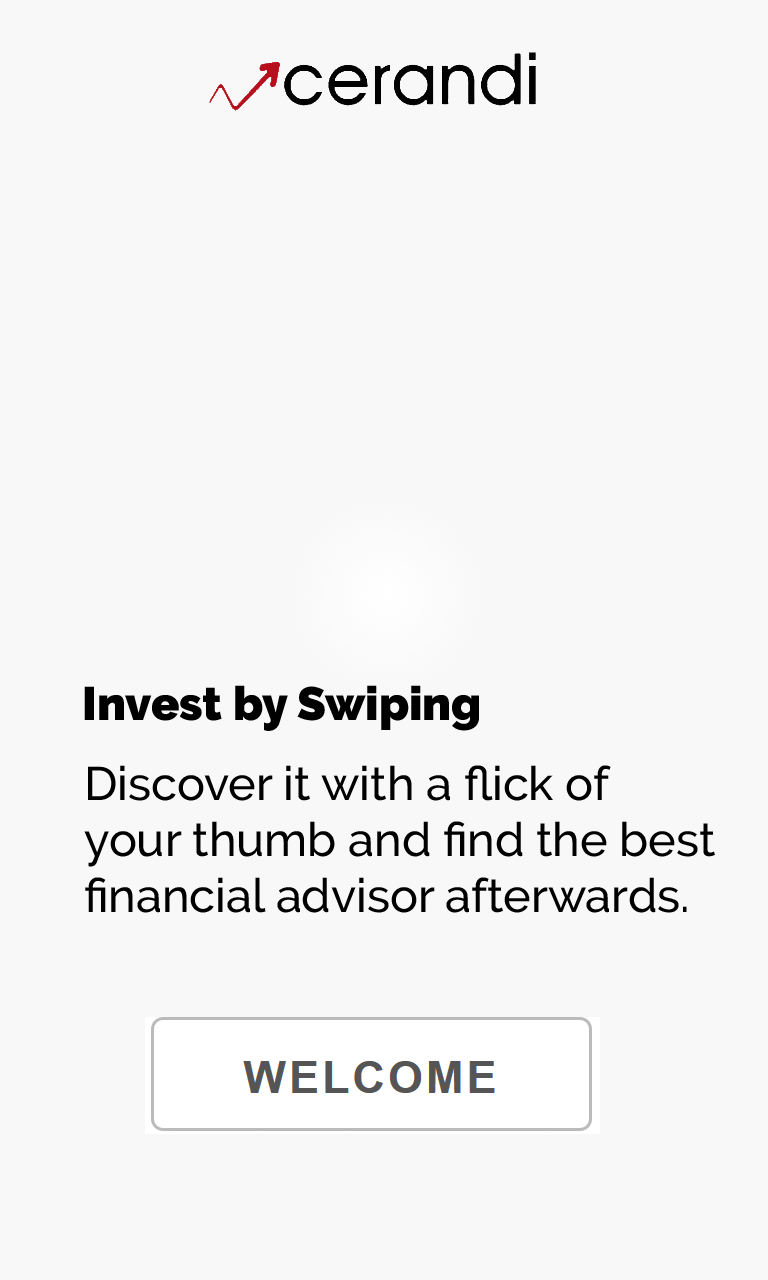 cerandi
Invest by Swiping
Discover it with a flick of
your thumb and find the best
financial advisor afterwards.
WELCOME